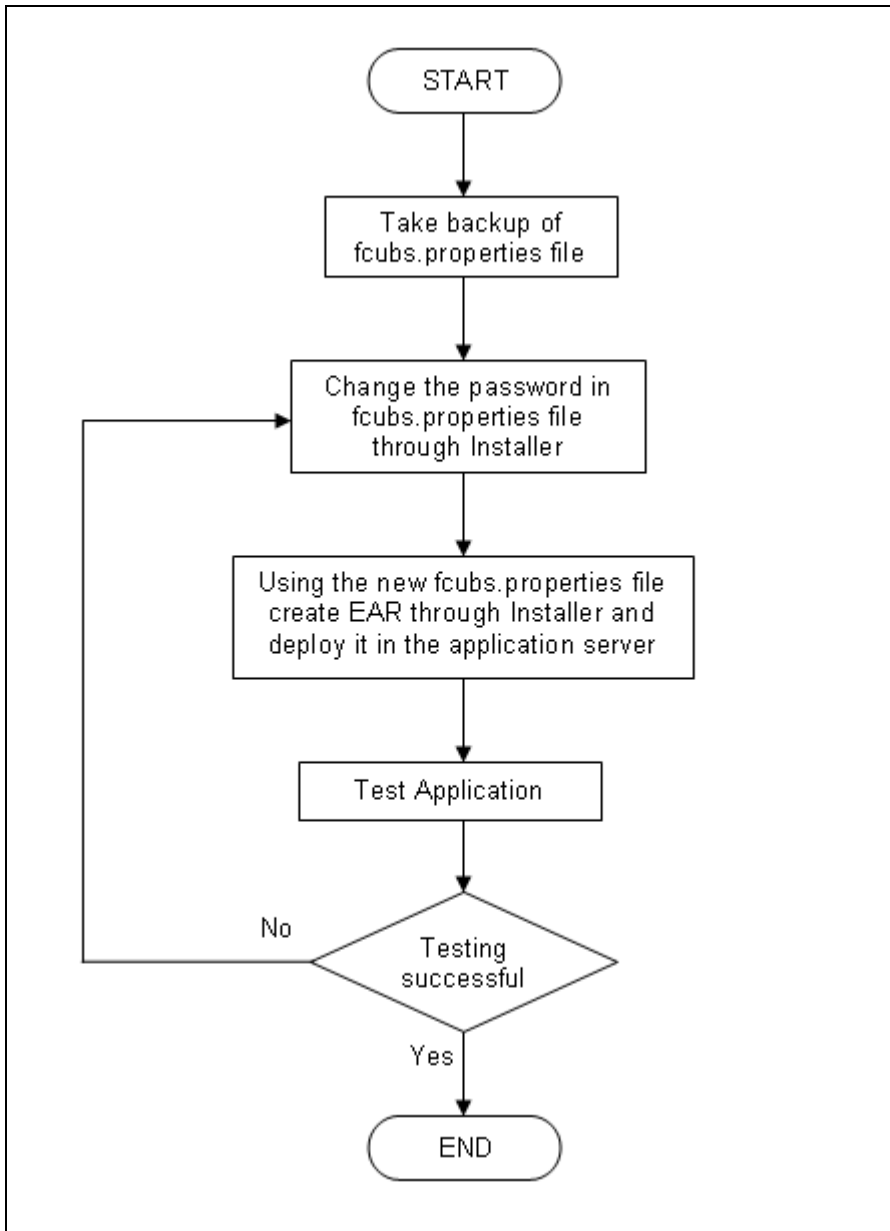 START
Take backup of
fcubs.properties file
Change the password in
fcubs.properties file
through Installer
Using the new fcubs.properties file
create EAR through Installer and
deploy it in the application server
Test Application
No
Testing
successful
Yes
END